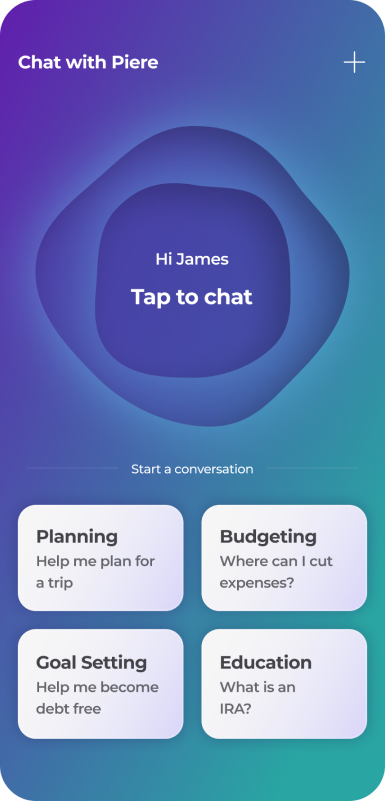 Chat with Piere
Hi James
Tap to chat
Start a conversation
Planning
Help me plan for
a trip
Budgeting
Where can I cut
expenses?
Goal Setting
Help me become
debt free
Education
What is an
IRA?